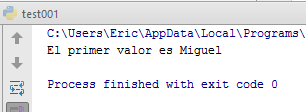 test001
C:\Users\Eric\AppData\Local\Programs\
El primer valor es Miguel
Process finished with exit code 0